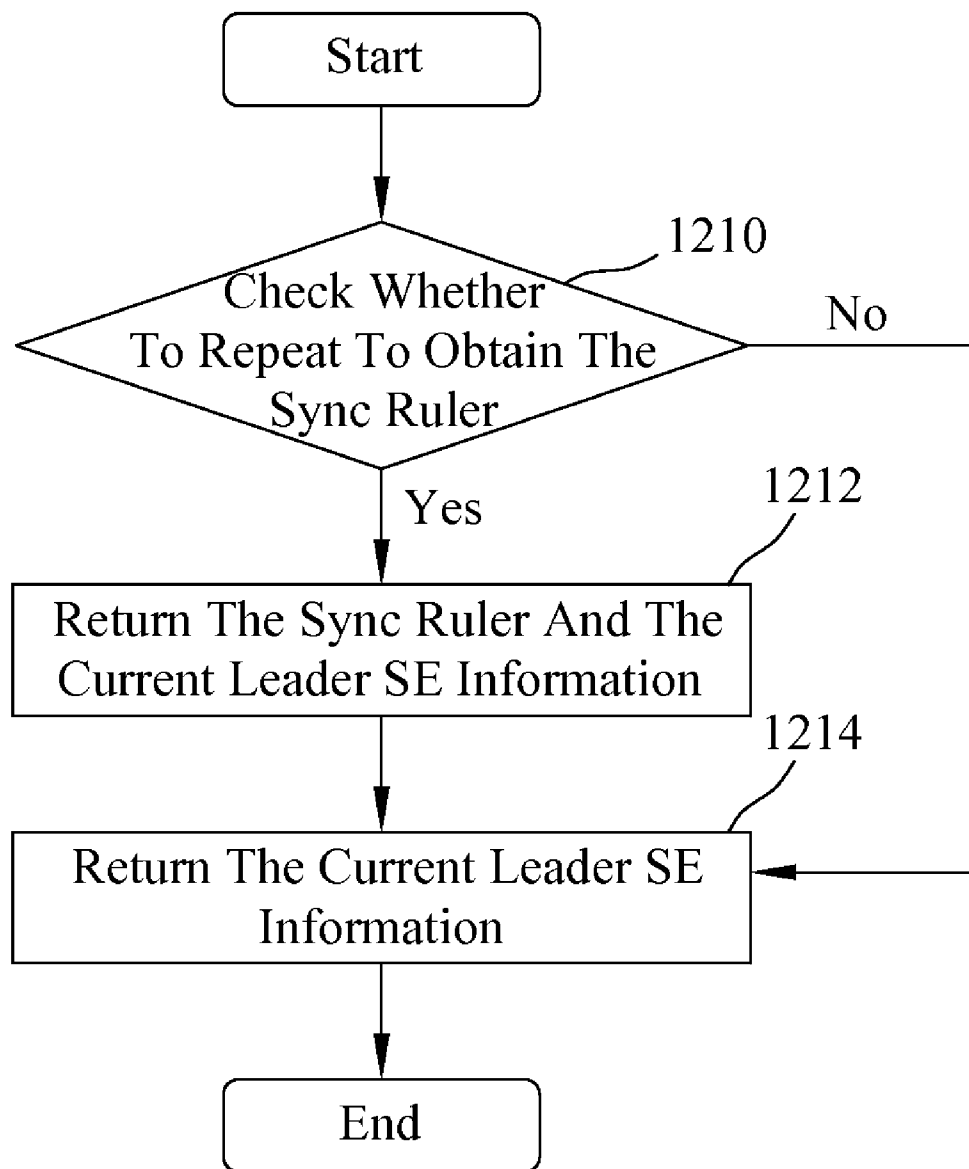 Start
1210
Check Whether
To Repeat To Obtain The
Sync Ruler
No
Yes
1212
Return The Sync Ruler And The
Current Leader SE Information
1214
Return The Current Leader SE
Information
End